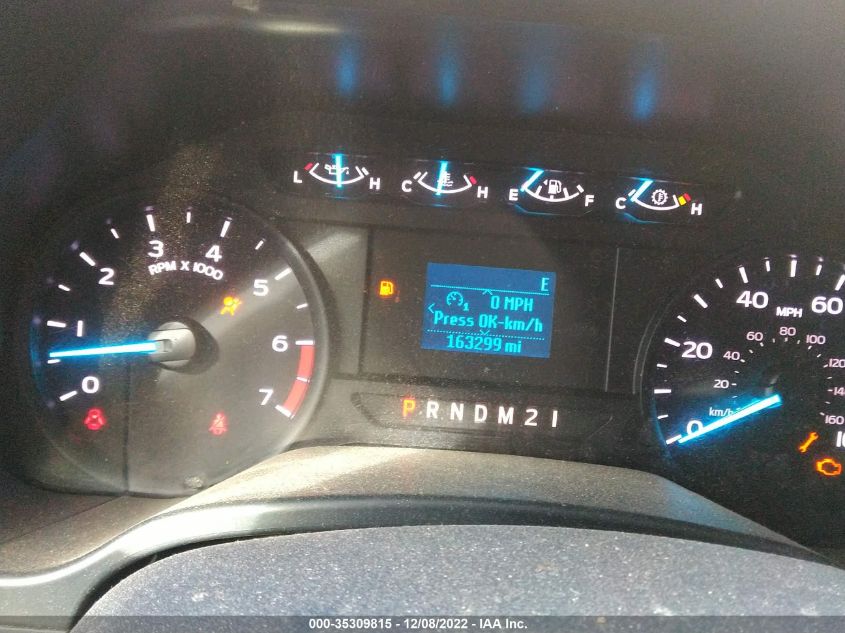 L H C H E F C H
RPM X 1000
0 1 2 3 4 5 6 7
E
0 MPH
Press OK-km/h
163299 mi
P R N D M 2 1
0 20 40 60
MPH
km/h 20 40 60 80 100 120 160
000-35309815 - 12/08/2022 - IAA Inc.